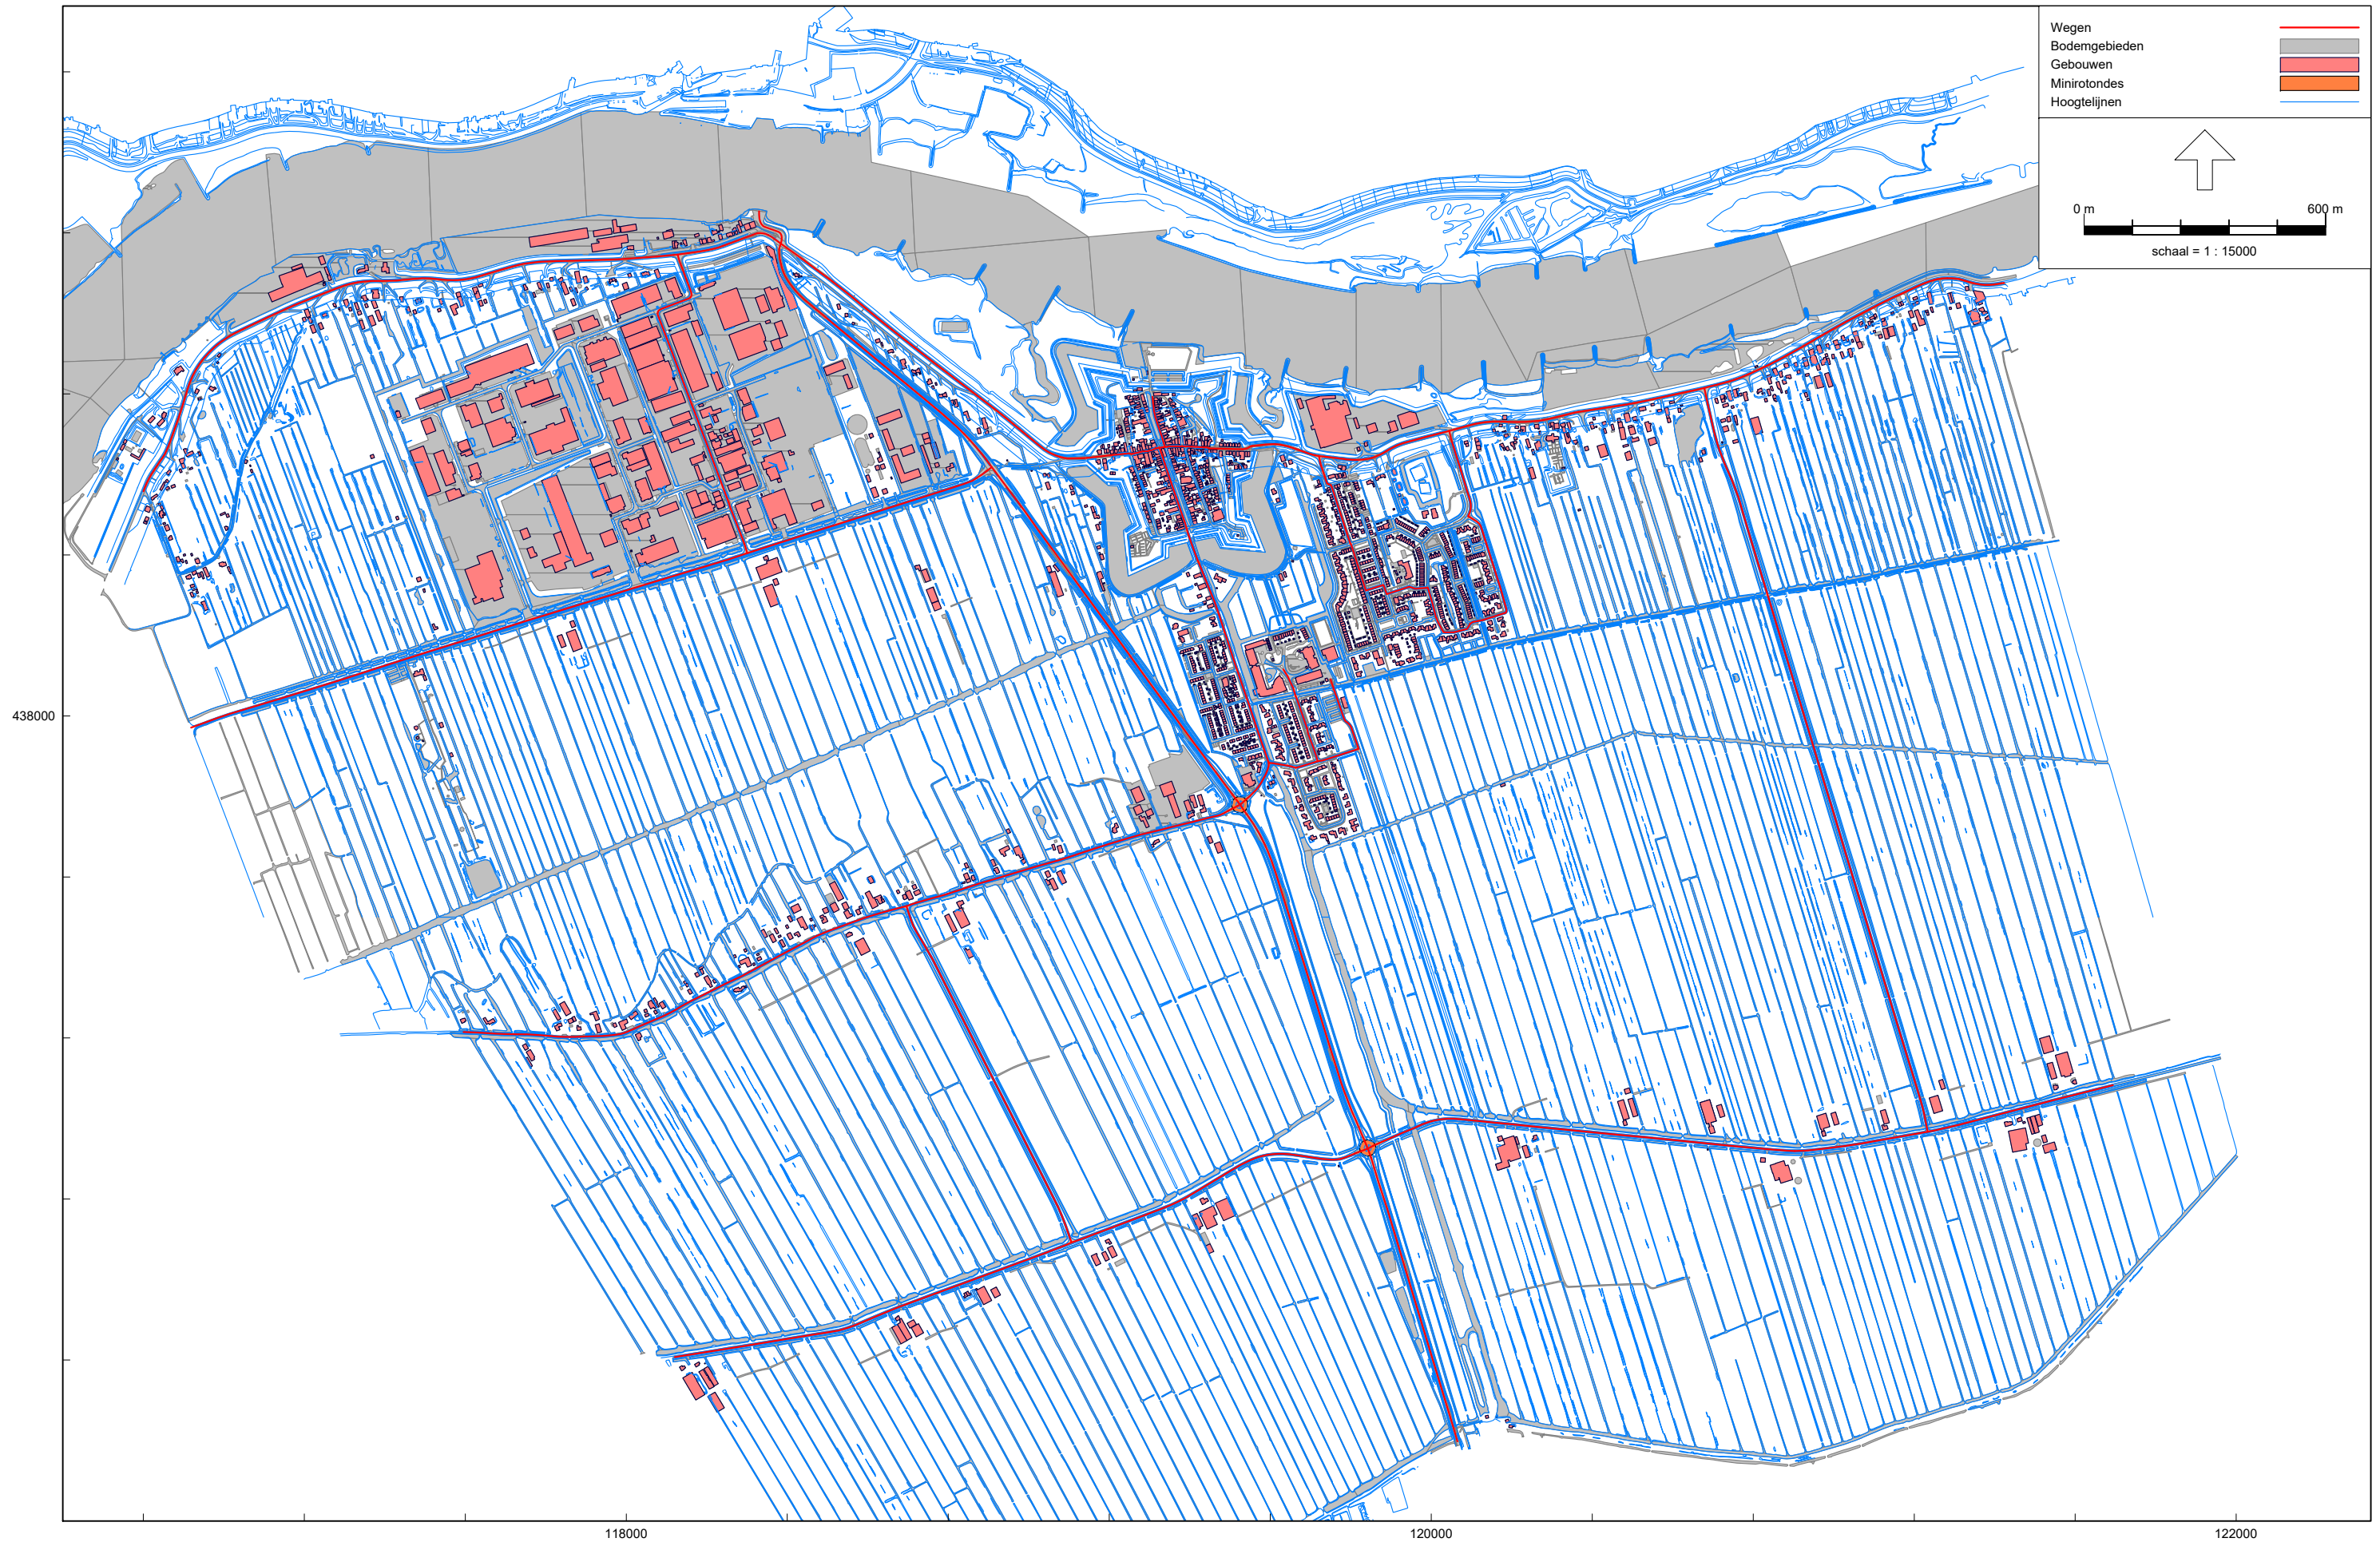 Wegen
Bodemgebieden
Gebouwen
Minirotondes
Hoogtelijnen
0 m 600 m
schaal = 1 : 15000
438000
118000 120000 122000